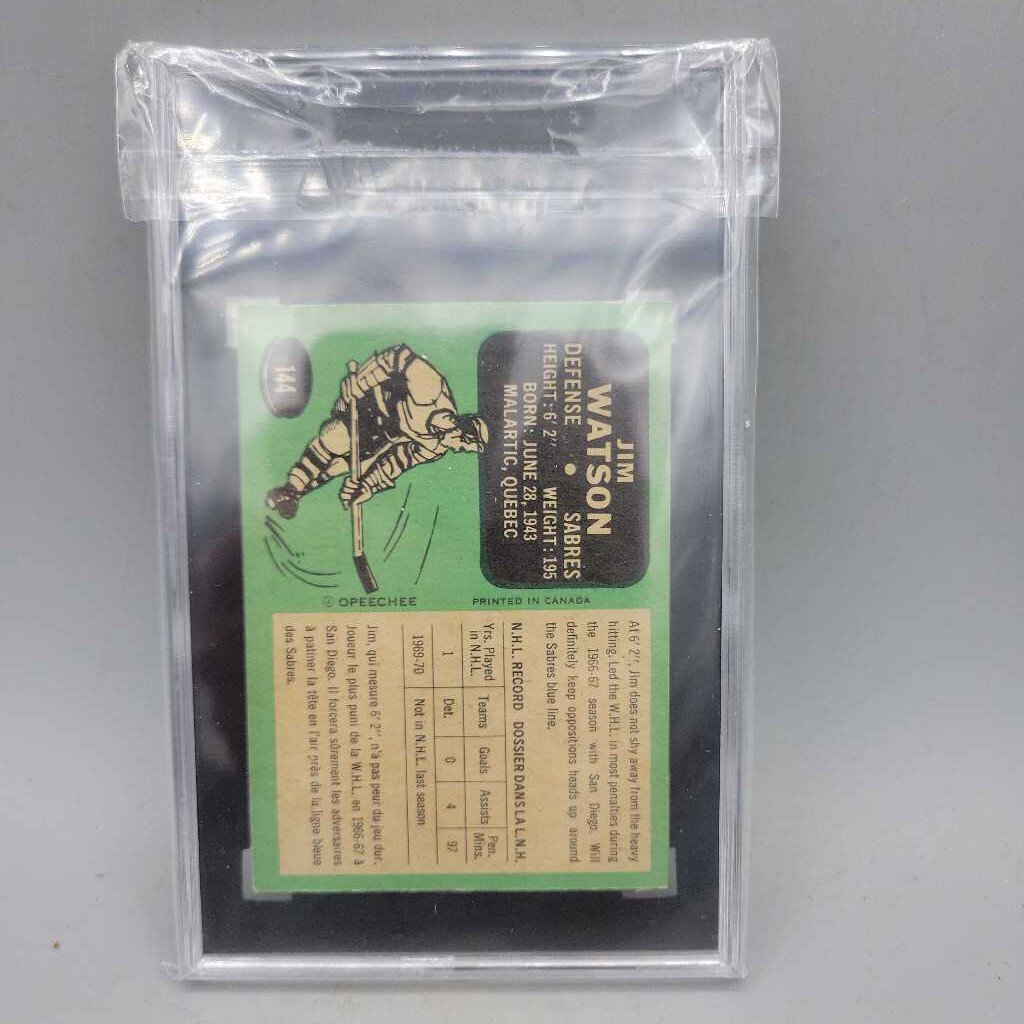 144
JIM
WATSON
DEFENSE • SABRES
HEIGHT: 6' 2" WEIGHT: 195
BORN: JUNE 28, 1943
MALARTIC, QUEBEC
© OPEECHEE
PRINTED IN CANADA
At 6' 2", Jim does not shy away from the heavy
hitting. Led the W.H.L. in most penalties during
the 1966-67 season with San Diego. Will
definitely keep oppositions heads up around
the Sabres blue line.
N.H.L. RECORD DOSSIER DANS LA L.N.H.
Yrs. Played in N.H.L. Teams Goals Assists Pen. Mins.
1 Det. 0 4 97
1969-70 Not in N.H.L. last season
Jim, qui mesure 6' 2", n'a pas peur du jeu dur.
Joueur le plus puni de la W.H.L. en 1966-67 à
San Diego. Il forcera sûrement les adversaires
à patiner la tête en l'air près de la ligne bleue
des Sabres.